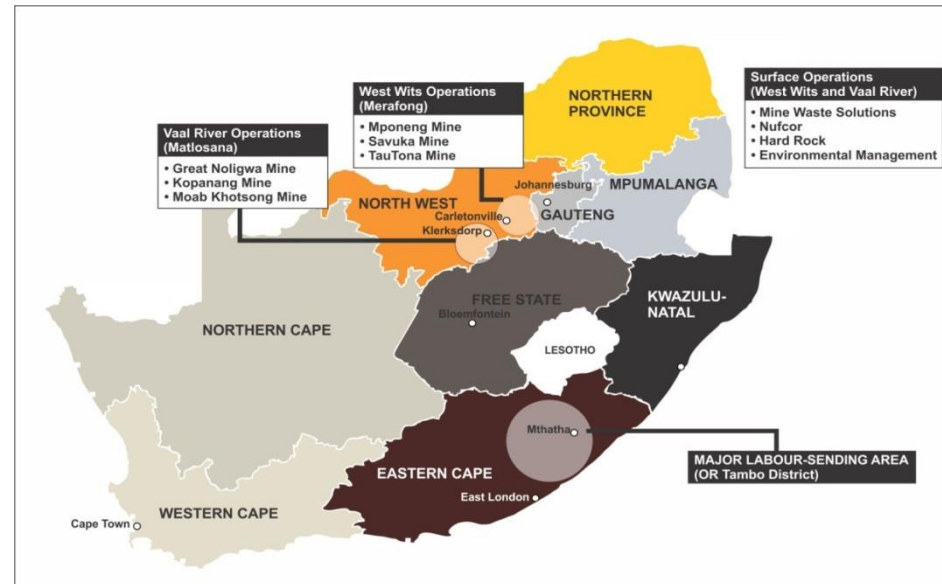 West Wits Operations
(Merafong)
• Mponeng Mine
• Savuka Mine
• TauTona Mine
Surface Operations
(West Wits and Vaal River)
• Mine Waste Solutions
• Nufcor
• Hard Rock
• Environmental Management
Vaal River Operations
(Matlosana)
• Great Noligwa Mine
• Kopanang Mine
• Moab Khotsong Mine
NORTHERN
PROVINCE
MPUMALANGA
Johannesburg
GAUTENG
NORTH WEST
Carletonville
Klerksdorp
FREE STATE
Bloemfontein
KWAZULU-
NATAL
NORTHERN CAPE
LESOTHO
Mthatha
MAJOR LABOUR-SENDING AREA
(OR Tambo District)
EASTERN CAPE
East London
WESTERN CAPE
Cape Town